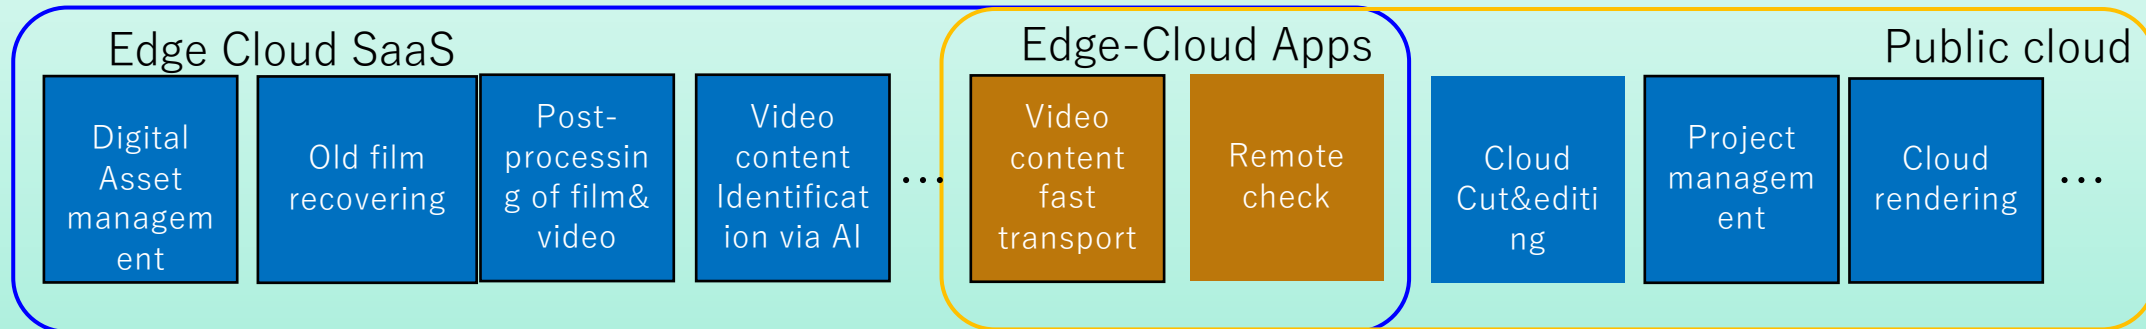 Edge Cloud SaaS
Edge-Cloud Apps
Public cloud
Digital
Asset
managem
ent
Old film
recovering
Post-
processin
g of film&
video
Video
content
Identificat
ion via AI
...
Video
content
fast
transport
Remote
check
Cloud
Cut&editi
ng
Project
managem
ent
Cloud
rendering
...